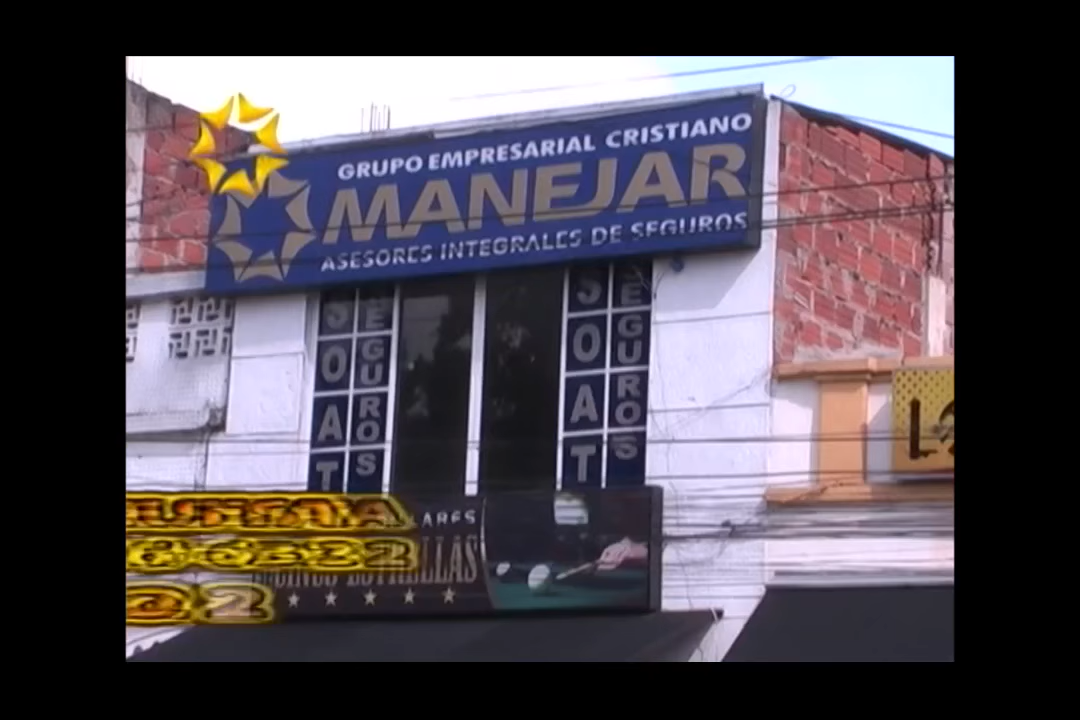 GRUPO EMPRESARIAL CRISTIANO
MANEJAR
ASESORES INTEGRALES DE SEGUROS
SOAT
SEGUROS
SOAT
SEGUROS
CINCO ESTRELLAS